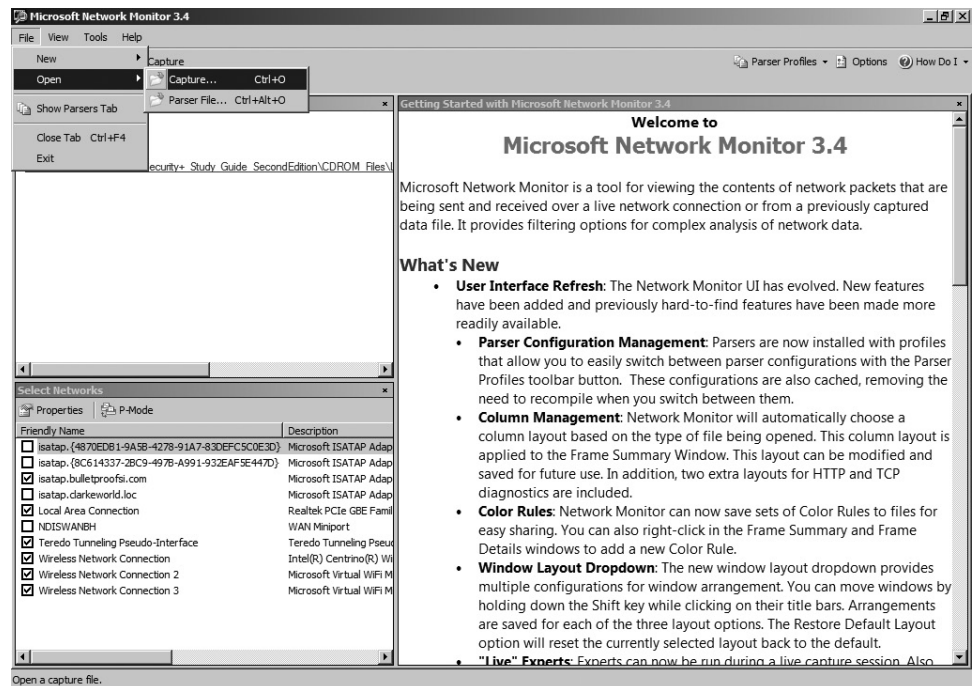 Microsoft Network Monitor 3.4
File View Tools Help
New
Open
Show Parsers Tab
Close Tab Ctrl+F4
Exit
Capture... Ctrl+O
Parser File... Ctrl+Alt+O
Capture
Parser Profiles
Options
How Do I
ecurity+ Study Guide SecondEdition\CDROM Files\
Select Networks
Properties P-Mode
Friendly Name Description
isatap.{4870EDB1-9A5B-4278-91A7-83DEFC5C0E3D} Microsoft ISATAP Adap
isatap.{8C614337-2BC9-497B-A991-932EAF5E447D} Microsoft ISATAP Adap
isatap.bulletproofsi.com Microsoft ISATAP Adap
isatap.darkeworld.loc Microsoft ISATAP Adap
Local Area Connection Realtek PCIe GBE Famil
NDISWANBH WAN Miniport
Teredo Tunneling Pseudo-Interface Teredo Tunneling Pseud
Wireless Network Connection Intel(R) Centrino(R) Wi
Wireless Network Connection 2 Microsoft Virtual WiFi M
Wireless Network Connection 3 Microsoft Virtual WiFi M
Getting Started with Microsoft Network Monitor 3.4
Welcome to
Microsoft Network Monitor 3.4
Microsoft Network Monitor is a tool for viewing the contents of network packets that are
being sent and received over a live network connection or from a previously captured
data file. It provides filtering options for complex analysis of network data.
What's New
• User Interface Refresh: The Network Monitor UI has evolved. New features
have been added and previously hard-to-find features have been made more
readily available.
• Parser Configuration Management: Parsers are now installed with profiles
that allow you to easily switch between parser configurations with the Parser
Profiles toolbar button. These configurations are also cached, removing the
need to recompile when you switch between them.
• Column Management: Network Monitor will automatically choose a
column layout based on the type of file being opened. This column layout is
applied to the Frame Summary Window. This layout can be modified and
saved for future use. In addition, two extra layouts for HTTP and TCP
diagnostics are included.
• Color Rules: Network Monitor can now save sets of Color Rules to files for
easy sharing. You can also right-click in the Frame Summary and Frame
Details windows to add a new Color Rule.
• Window Layout Dropdown: The new window layout dropdown provides
multiple configurations for window arrangement. You can move windows by
holding down the Shift key while clicking on their title bars. Arrangements
are saved for each of the three layout options. The Restore Default Layout
option will reset the currently selected layout back to the default.
• "Live" Experts: Experts can now be run during a live capture session. Also
Open a capture file.